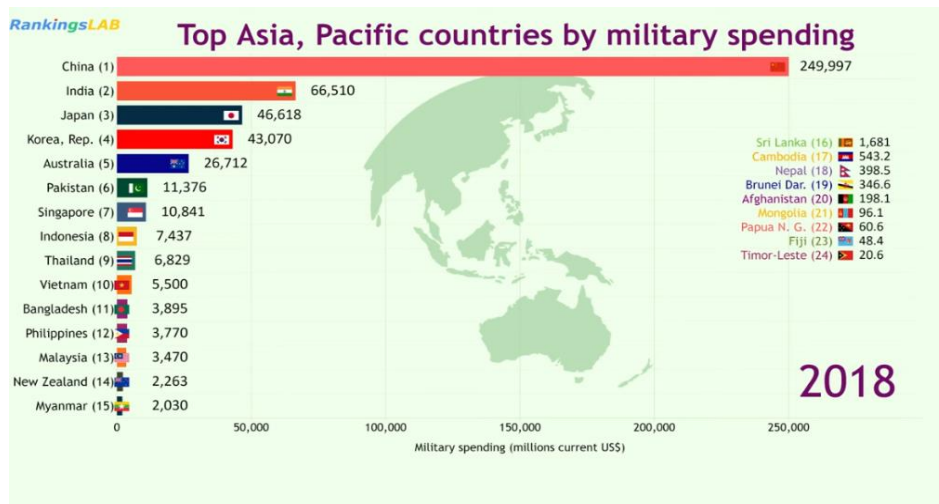 RankingsLAB
Top Asia, Pacific countries by military spending
China (1) 249,997
India (2) 66,510
Japan (3) 46,618
Korea, Rep. (4) 43,070
Australia (5) 26,712
Pakistan (6) 11,376
Singapore (7) 10,841
Indonesia (8) 7,437
Thailand (9) 6,829
Vietnam (10) 5,500
Bangladesh (11) 3,895
Philippines (12) 3,770
Malaysia (13) 3,470
New Zealand (14) 2,263
Myanmar (15) 2,030
Sri Lanka (16) 1,681
Cambodia (17) 543.2
Nepal (18) 398.5
Brunei Dar. (19) 346.6
Afghanistan (20) 198.1
Mongolia (21) 96.1
Papua N. G. (22) 60.6
Fiji (23) 48.4
Timor-Leste (24) 20.6
2018
0 50,000 100,000 150,000 200,000 250,000
Military spending (millions current US$)